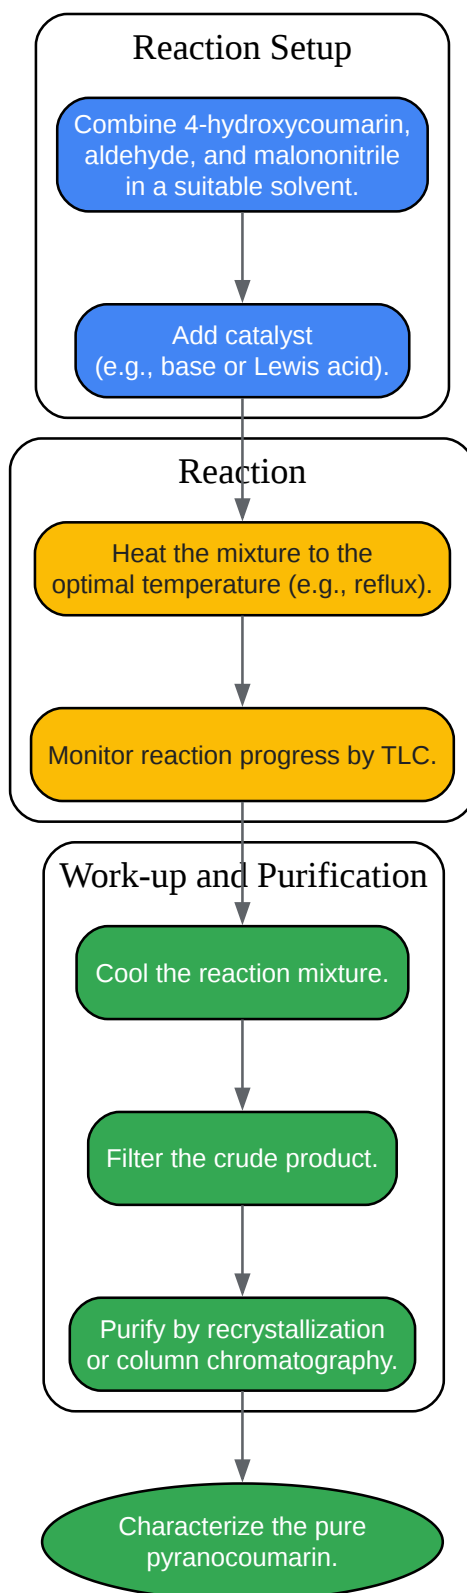 Reaction Setup
Combine 4-hydroxycoumarin,
aldehyde, and malononitrile
in a suitable solvent.
Add catalyst
(e.g., base or Lewis acid).
Reaction
Heat the mixture to the
optimal temperature (e.g., reflux).
Monitor reaction progress by TLC.
Work-up and Purification
Cool the reaction mixture.
Filter the crude product.
Purify by recrystallization
or column chromatography.
Characterize the pure
pyranocoumarin.